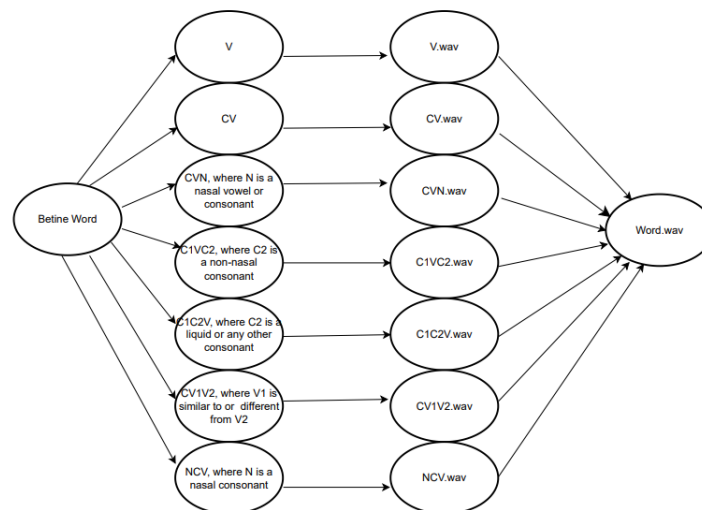 V
V.wav
CV
CV.wav
CVN, where N is a
nasal vowel or
consonant
CVN.wav
Betine Word
Word.wav
C1VC2, where C2 is
a non-nasal
consonant
C1VC2.wav
C1C2V, where C2 is a
liquid or any other
consonant
C1C2V.wav
CV1V2, where V1 is
similar to or different
from V2
CV1V2.wav
NCV, where N is a
nasal consonant
NCV.wav